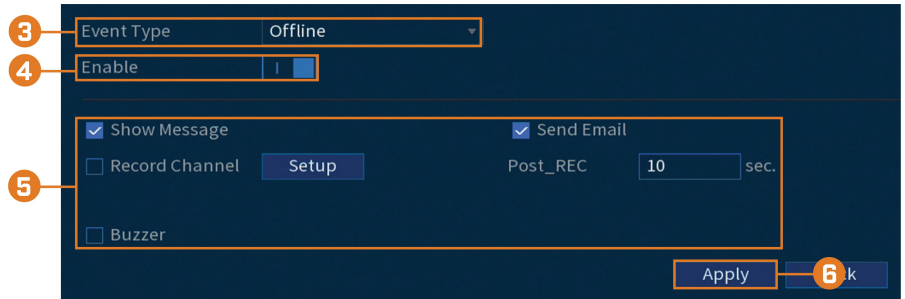 3 Event Type Offline
4 Enable
Show Message Send Email
5 Record Channel Setup Post_REC 10 sec.
Buzzer
Apply 6 k